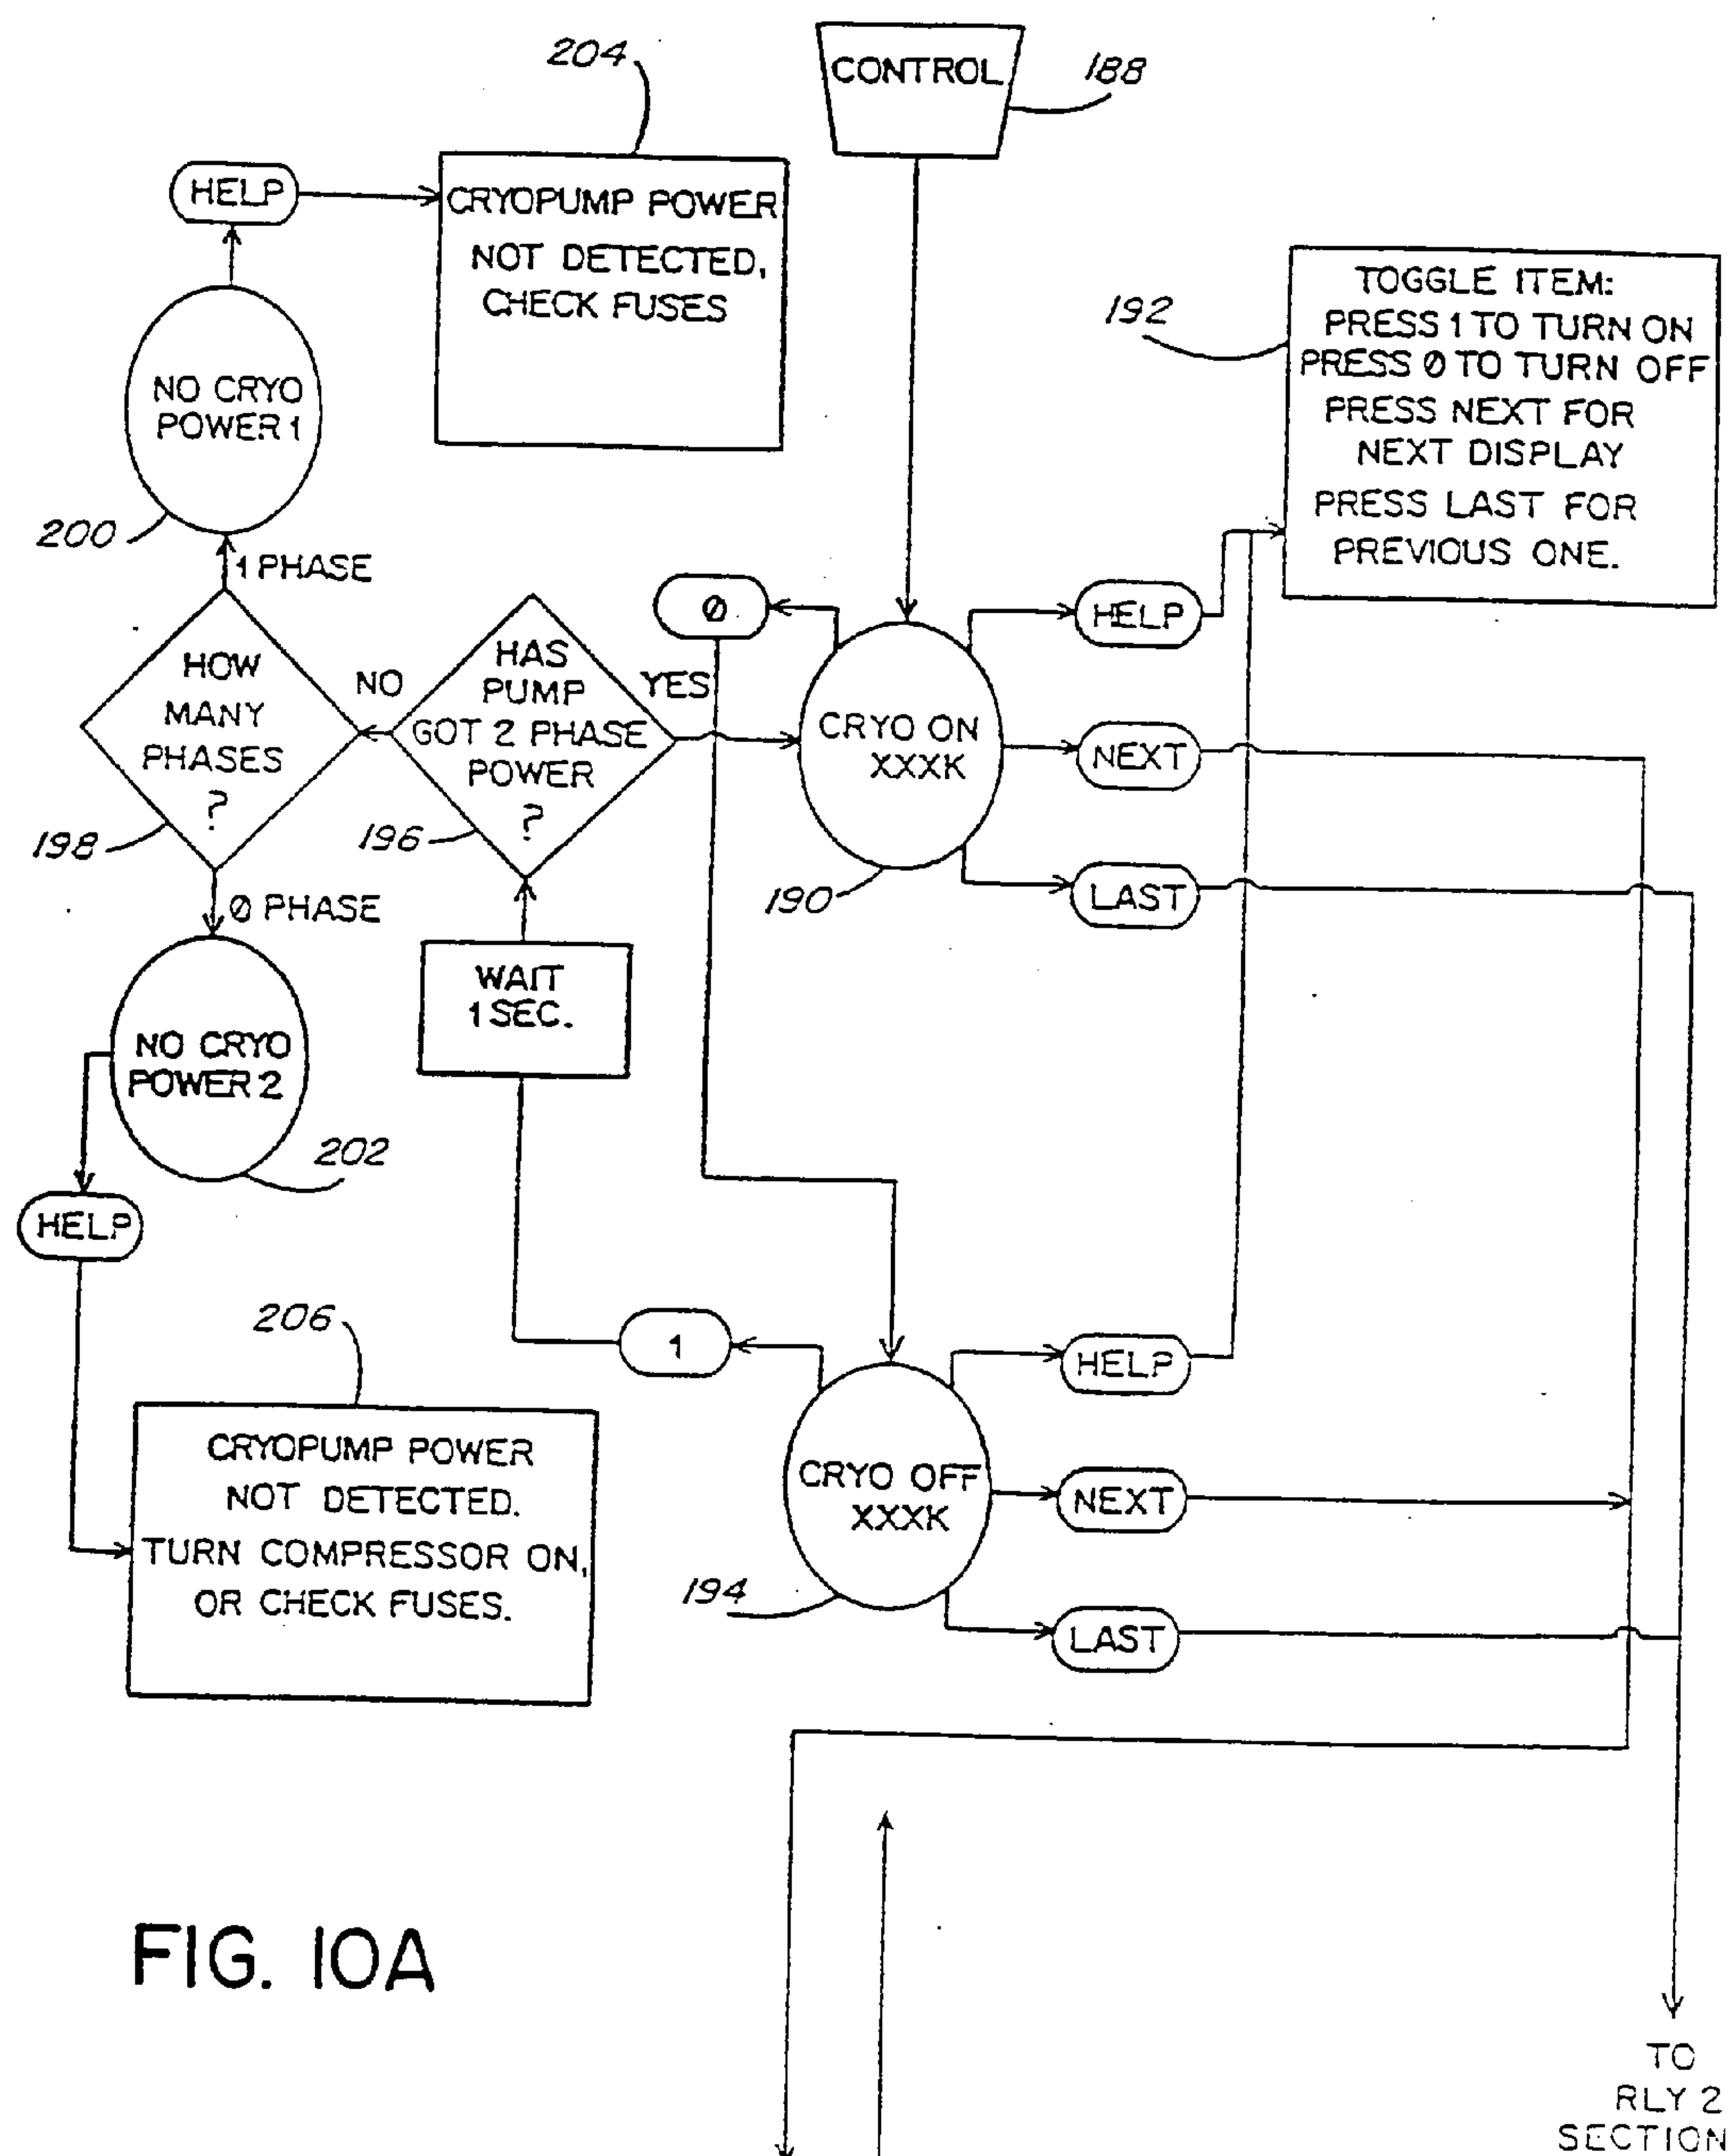 204
CONTROL
188
HELP
CRYOPUMP POWER
NOT DETECTED,
CHECK FUSES
192
TOGGLE ITEM:
PRESS 1 TO TURN ON
PRESS 0 TO TURN OFF
PRESS NEXT FOR
NEXT DISPLAY
PRESS LAST FOR
PREVIOUS ONE.
NO CRYO
POWER 1
200
1 PHASE
0
HELP
HOW
MANY
PHASES
?
198
NO
HAS
PUMP
GOT 2 PHASE
POWER
?
196
YES
CRYO ON
XXXK
190
NEXT
LAST
0 PHASE
WAIT
1 SEC.
NO CRYO
POWER 2
202
HELP
206
1
HELP
CRYOPUMP POWER
NOT DETECTED.
TURN COMPRESSOR ON,
OR CHECK FUSES.
CRYO OFF
XXXK
194
NEXT
LAST
FIG. 10A
TO
RLY 2
SECTION